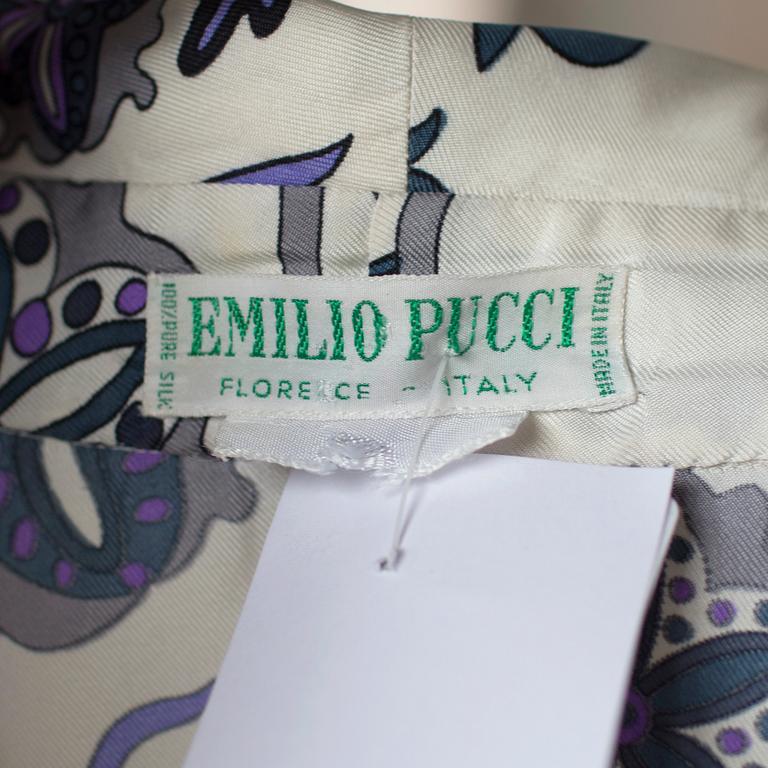 100% PURE SILK
EMILIO PUCCI
FLORENCE - ITALY
MADE IN ITALY